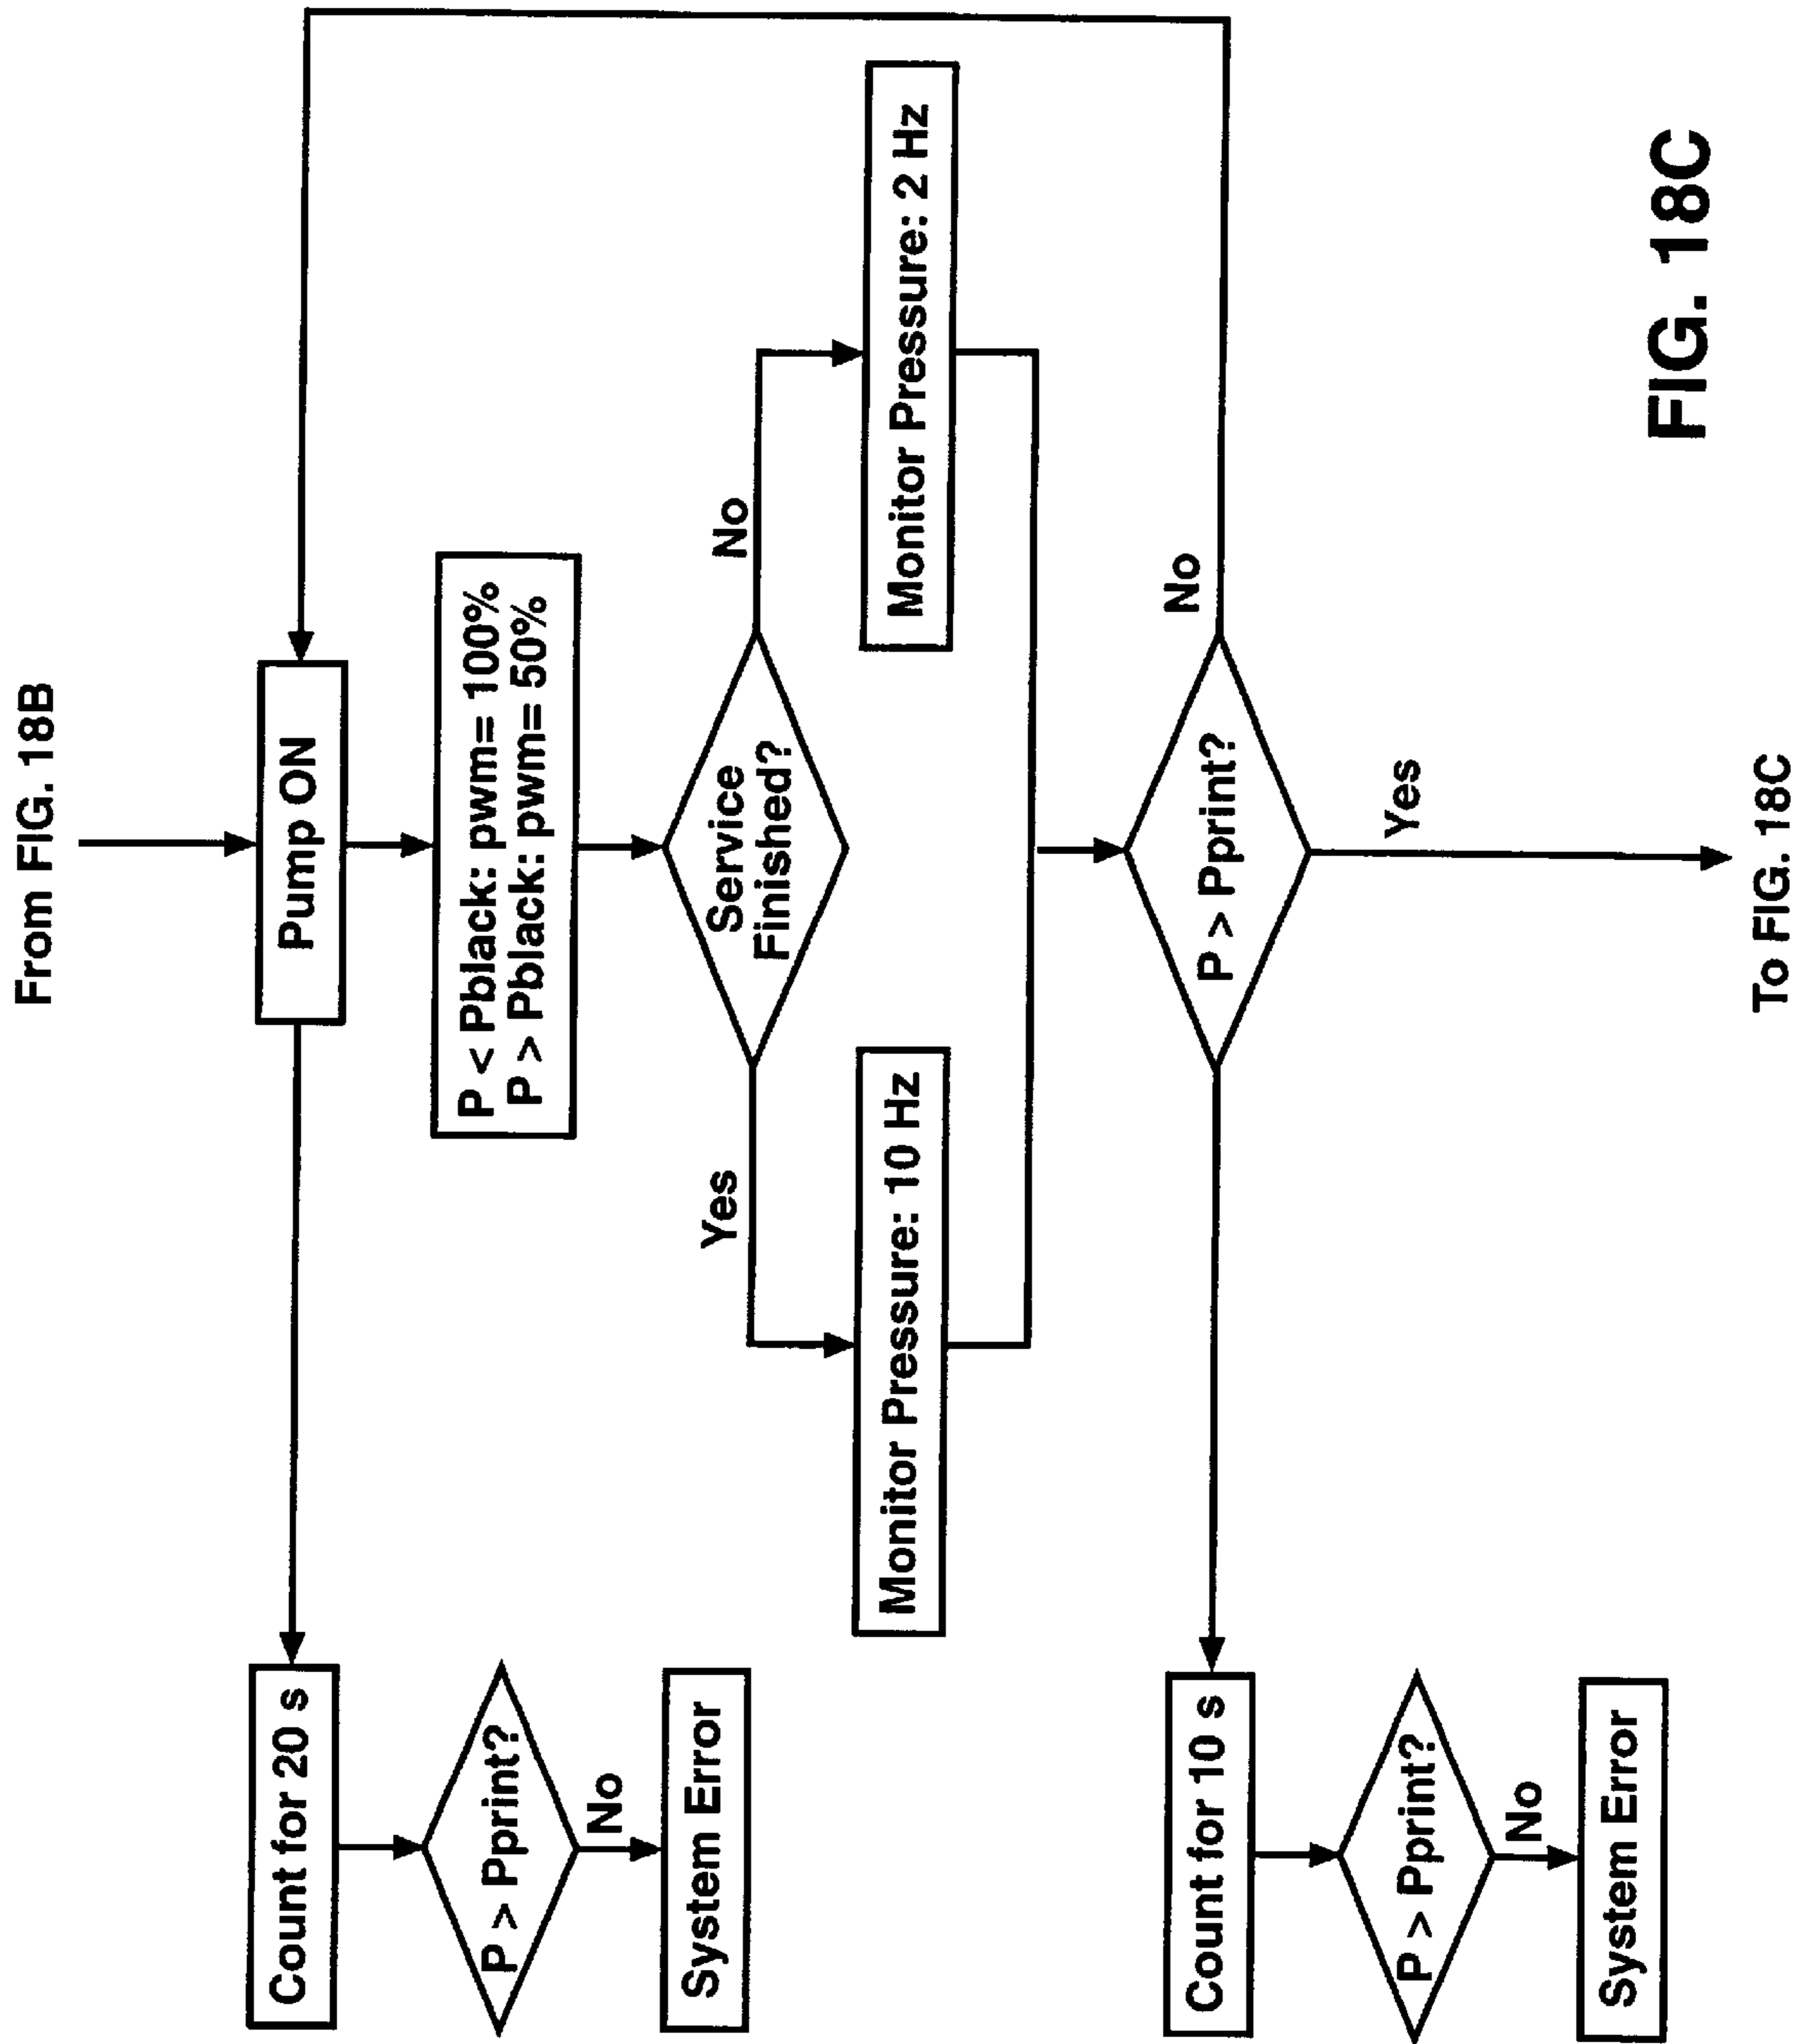 From FIG. 18B
Pump ON
Count for 20 s
P > Pprint?
No
System Error
P < Pblack: pwm= 100%
P > Pblack: pwm= 50%
Service
Finished?
Yes
No
Monitor Pressure: 10 Hz
Monitor Pressure: 2 Hz
P > Pprint?
No
Yes
Count for 10 s
P > Pprint?
No
System Error
To FIG. 18C
FIG. 18C